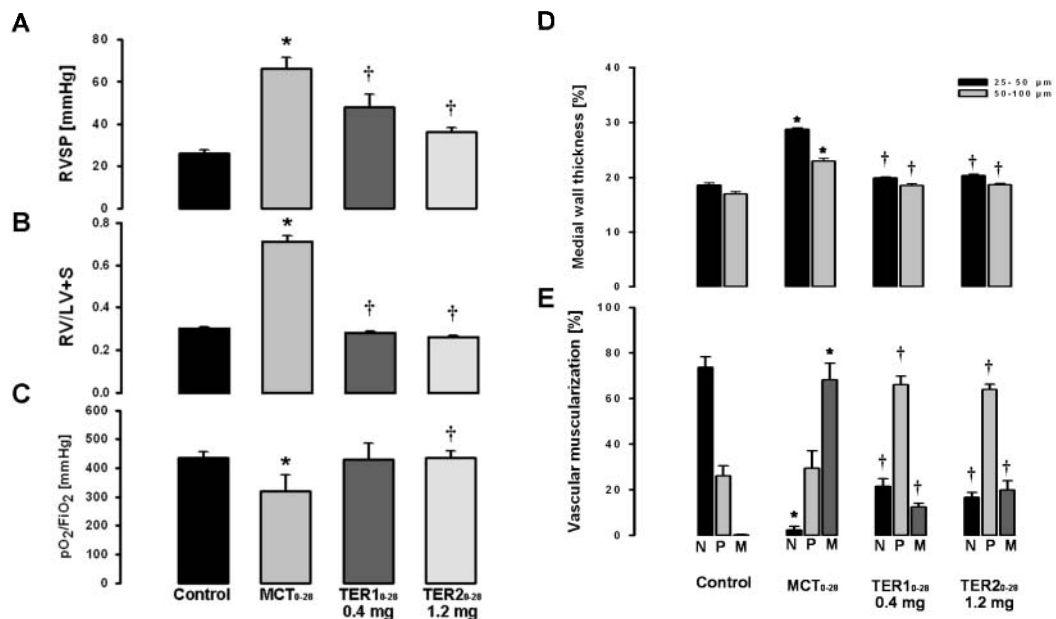 A
RVSP [mmHg]
80
60
40
20
0
*
†
†
B
RV/LV+S
0.8
0.6
0.4
0.2
0.0
*
†
†
C
pO2/FiO2 [mmHg]
600
500
400
300
200
100
0
*
†
Control MCT0-28 TER10-28 TER20-28
0.4 mg 1.2 mg
D
Medial wall thickness [%]
40
30
20
10
0
25- 50 µm
50-100 µm
* *
† †
† †
E
Vascular muscularization [%]
80
60
40
20
0
* *
† † †
† † †
N P M N P M N P M N P M
Control MCT0-28 TER10-28 TER20-28
0.4 mg 1.2 mg